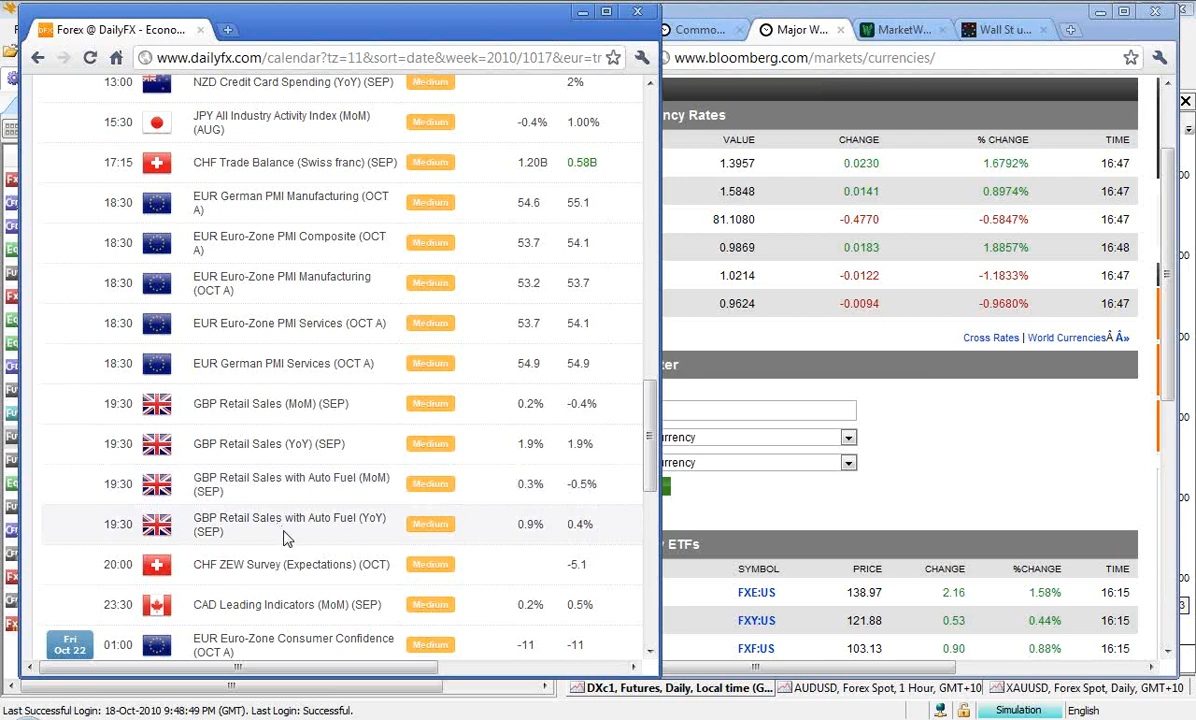 Forex @ DailyFX - Econo...
www.dailyfx.com/calendar?tz=11&sort=date&week=2010/1017&eur=tr
13:00 NZD Credit Card Spending (YoY) (SEP) Medium 2%
15:30 JPY All Industry Activity Index (MoM) (AUG) Medium -0.4% 1.00%
17:15 CHF Trade Balance (Swiss franc) (SEP) Medium 1.20B 0.58B
18:30 EUR German PMI Manufacturing (OCT A) Medium 54.6 55.1
18:30 EUR Euro-Zone PMI Composite (OCT A) Medium 53.7 54.1
18:30 EUR Euro-Zone PMI Manufacturing (OCT A) Medium 53.2 53.7
18:30 EUR Euro-Zone PMI Services (OCT A) Medium 53.7 54.1
18:30 EUR German PMI Services (OCT A) Medium 54.9 54.9
19:30 GBP Retail Sales (MoM) (SEP) Medium 0.2% -0.4%
19:30 GBP Retail Sales (YoY) (SEP) Medium 1.9% 1.9%
19:30 GBP Retail Sales with Auto Fuel (MoM) (SEP) Medium 0.3% -0.5%
19:30 GBP Retail Sales with Auto Fuel (YoY) (SEP) Medium 0.9% 0.4%
20:00 CHF ZEW Survey (Expectations) (OCT) Medium -5.1
23:30 CAD Leading Indicators (MoM) (SEP) Medium 0.2% 0.5%
Fri Oct 22 01:00 EUR Euro-Zone Consumer Confidence (OCT A) Medium -11 -11
Commo... Major W... MarketW... Wall St u...
www.bloomberg.com/markets/currencies/
ncy Rates
VALUE CHANGE % CHANGE TIME
1.3957 0.0230 1.6792% 16:47
1.5848 0.0141 0.8974% 16:47
81.1080 -0.4770 -0.5847% 16:47
0.9869 0.0183 1.8857% 16:48
1.0214 -0.0122 -1.1833% 16:47
0.9624 -0.0094 -0.9680% 16:47
Cross Rates | World CurrenciesÂ Â»
ter
urrency
urrency
y ETFs
SYMBOL PRICE CHANGE %CHANGE TIME
FXE:US 138.97 2.16 1.58% 16:15
FXY:US 121.88 0.53 0.44% 16:15
FXF:US 103.13 0.90 0.88% 16:15
DXc1, Futures, Daily, Local time (G... AUDUSD, Forex Spot, 1 Hour, GMT+10 XAUUSD, Forex Spot, Daily, GMT+10
Last Successful Login: 18-Oct-2010 9:48:49 PM (GMT). Last Login: Successful. Simulation English